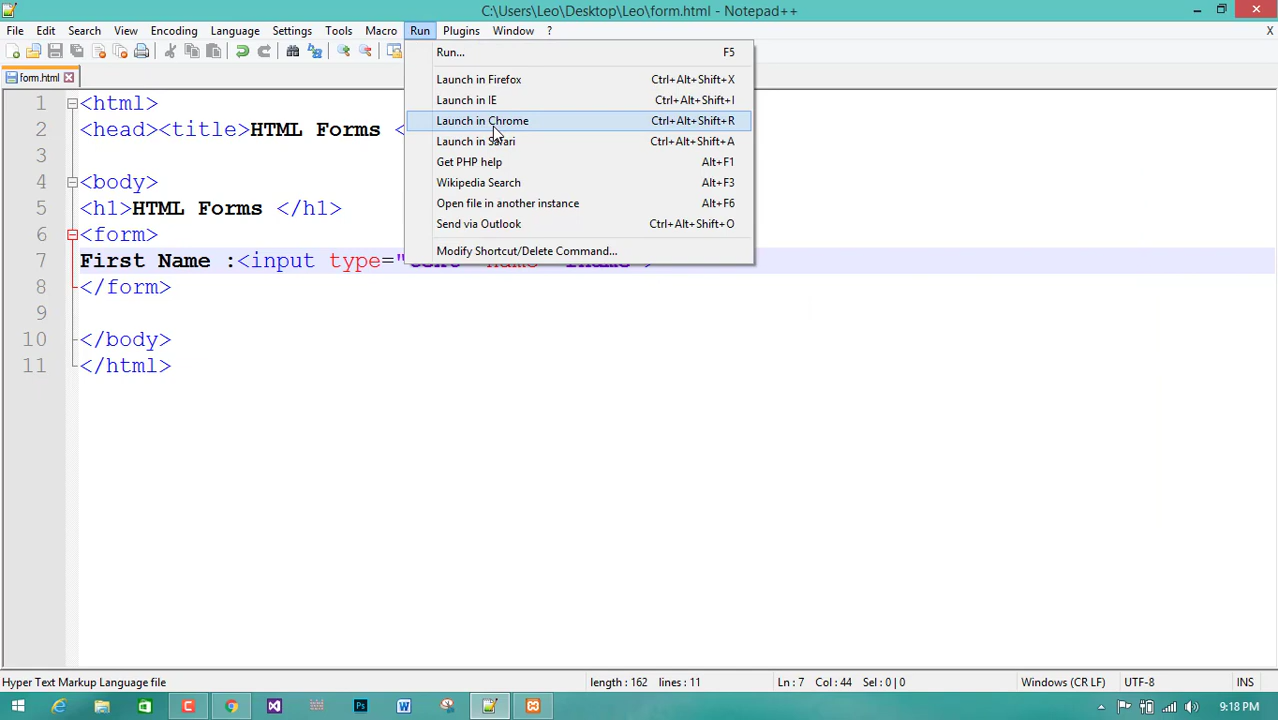 C:\Users\Leo\Desktop\Leo\form.html - Notepad++
File Edit Search View Encoding Language Settings Tools Macro Run Plugins Window ? X
Run... F5
form.html
Launch in Firefox Ctrl+Alt+Shift+X
Launch in IE Ctrl+Alt+Shift+I
Launch in Chrome Ctrl+Alt+Shift+R
Launch in Safari Ctrl+Alt+Shift+A
Get PHP help Alt+F1
Wikipedia Search Alt+F3
Open file in another instance Alt+F6
Send via Outlook Ctrl+Alt+Shift+O
Modify Shortcut/Delete Command...
1 <html>
2 <head><title>HTML Forms <
3
4 <body>
5 <h1>HTML Forms </h1>
6 <form>
7 First Name :<input type="
8 </form>
9
10 </body>
11 </html>
Hyper Text Markup Language file length : 162 lines : 11 Ln : 7 Col : 44 Sel : 0 | 0 Windows (CR LF) UTF-8 INS
9:18 PM